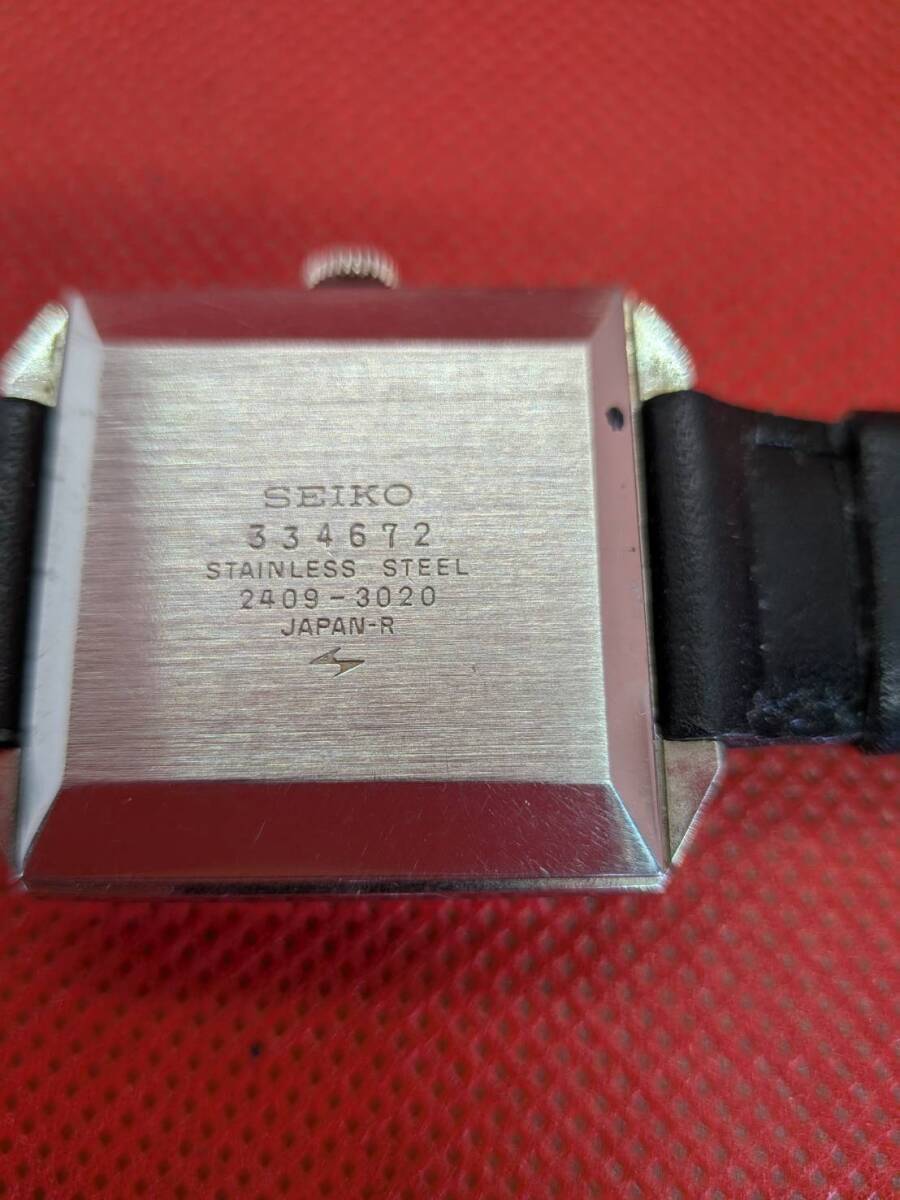 SEIKO
334672
STAINLESS STEEL
2409-3020
JAPAN-R